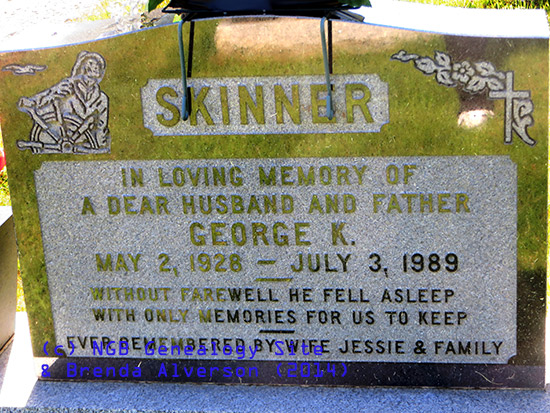 SKINNER
IN LOVING MEMORY OF
A DEAR HUSBAND AND FATHER
GEORGE K.
MAY 2, 1928 — JULY 3, 1989
WITHOUT FAREWELL HE FELL ASLEEP
WITH ONLY MEMORIES FOR US TO KEEP
EVER REMEMBERED BY WIFE JESSIE & FAMILY
(c) NGB Genealogy Site
& Brenda Alverson (2014)